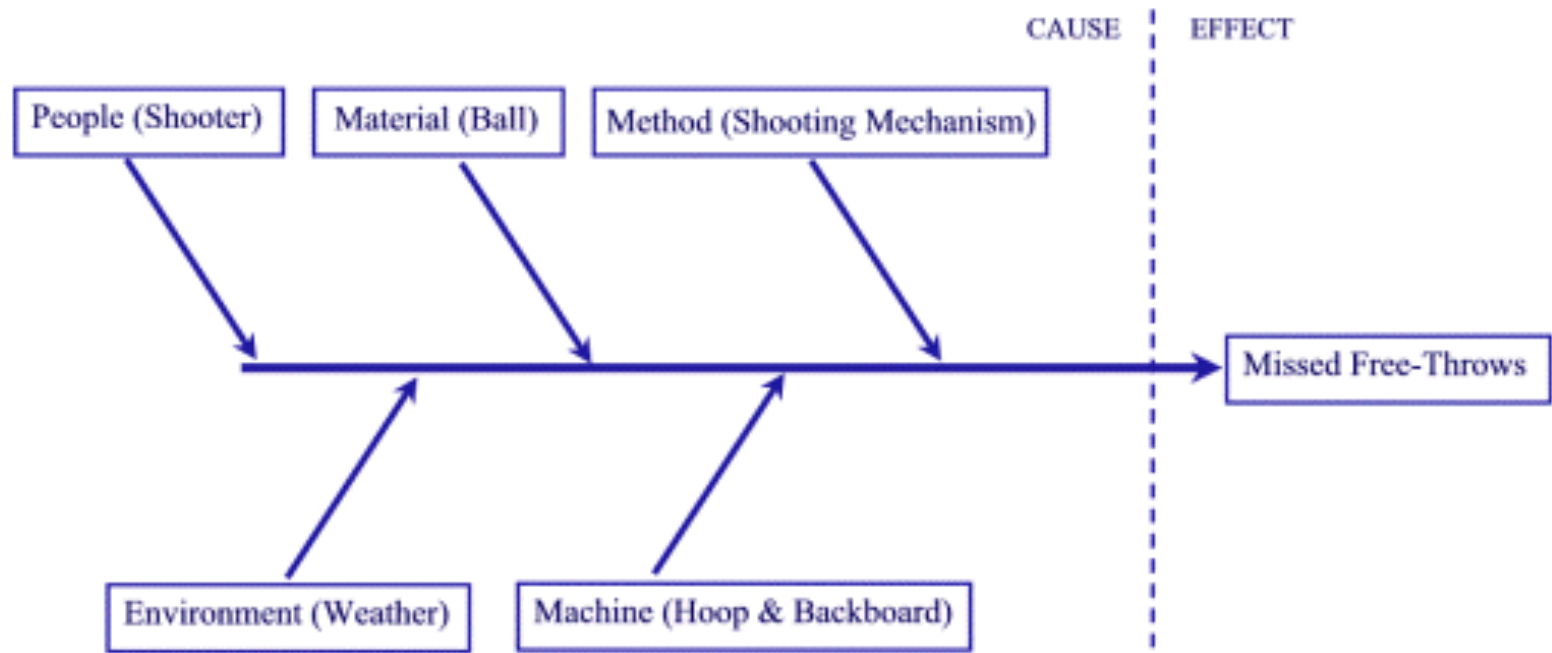 CAUSE
EFFECT
People (Shooter)
Material (Ball)
Method (Shooting Mechanism)
Missed Free-Throws
Environment (Weather)
Machine (Hoop & Backboard)